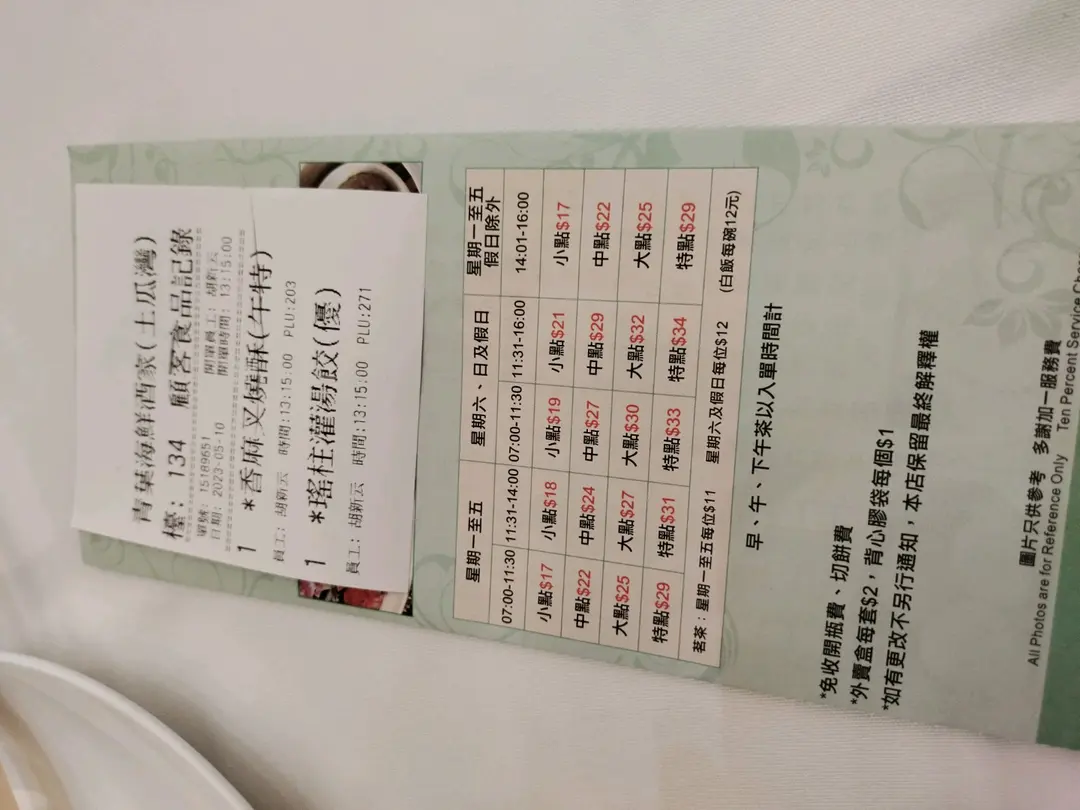 青葉海鮮酒家(土瓜灣)
檯: 134 顧客食品記錄
單號: 15189651 開單員工: 胡新云
日期: 2023-05-10 開單時間: 13:15:00
1 *香麻叉燒酥(午特)
員工: 胡新云 時間:13:15:00 PLU:203
1 *瑤柱灌湯餃(優)
員工: 胡新云 時間:13:15:00 PLU:271
星期一至五 星期六、日及假日 星期一至五
假日除外
07:00-11:30 11:31-14:00 07:00-11:30 11:31-16:00 14:01-16:00
小點$17 小點$18 小點$19 小點$21 小點$17
中點$22 中點$24 中點$27 中點$29 中點$22
大點$25 大點$27 大點$30 大點$32 大點$25
特點$29 特點$31 特點$33 特點$34 特點$29
茗茶：星期一至五每位$11 星期六及假日每位$12 (白飯每碗12元)
早、午、下午茶以入單時間計
*免收開瓶費、切餅費
*外賣盒每套$2，背心膠袋每個$1
*如有更改不另行通知，本店保留最終解釋權
圖片只供參考 多謝加一服務費
All Photos are for Reference Only Ten Percent Service